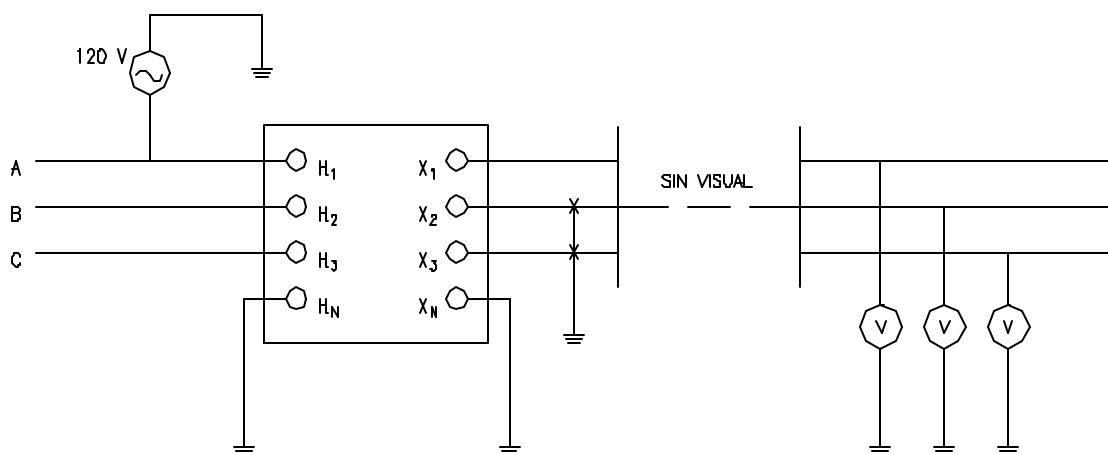 120 V
A H1 X1
SIN VISUAL
B H2 X2
C H3 X3
HN XN
V V V